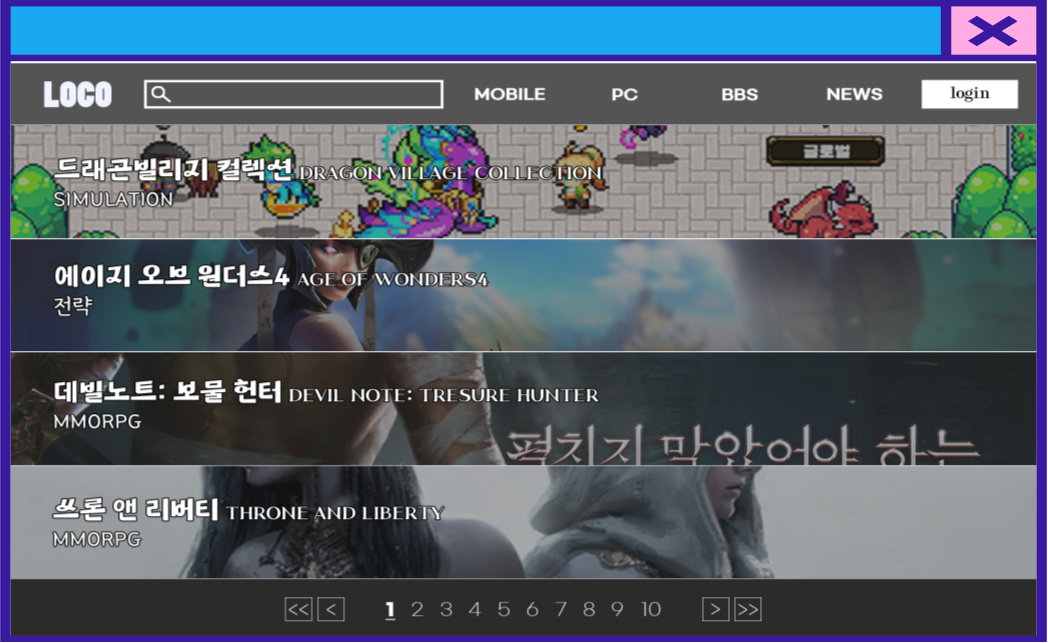 LOCO MOBILE PC BBS NEWS login
글로벌
드래곤빌리지 컬렉션 DRAGON VILLAGE COLLECTION
SIMULATION
에이지 오브 원더스4 AGE OF WONDERS4
전략
데빌노트: 보물 헌터 DEVIL NOTE: TRESURE HUNTER
MMORPG
펼치지 말았어야 하는
쓰론 앤 리버티 THRONE AND LIBERTY
MMORPG
<< < 1 2 3 4 5 6 7 8 9 10 > >>